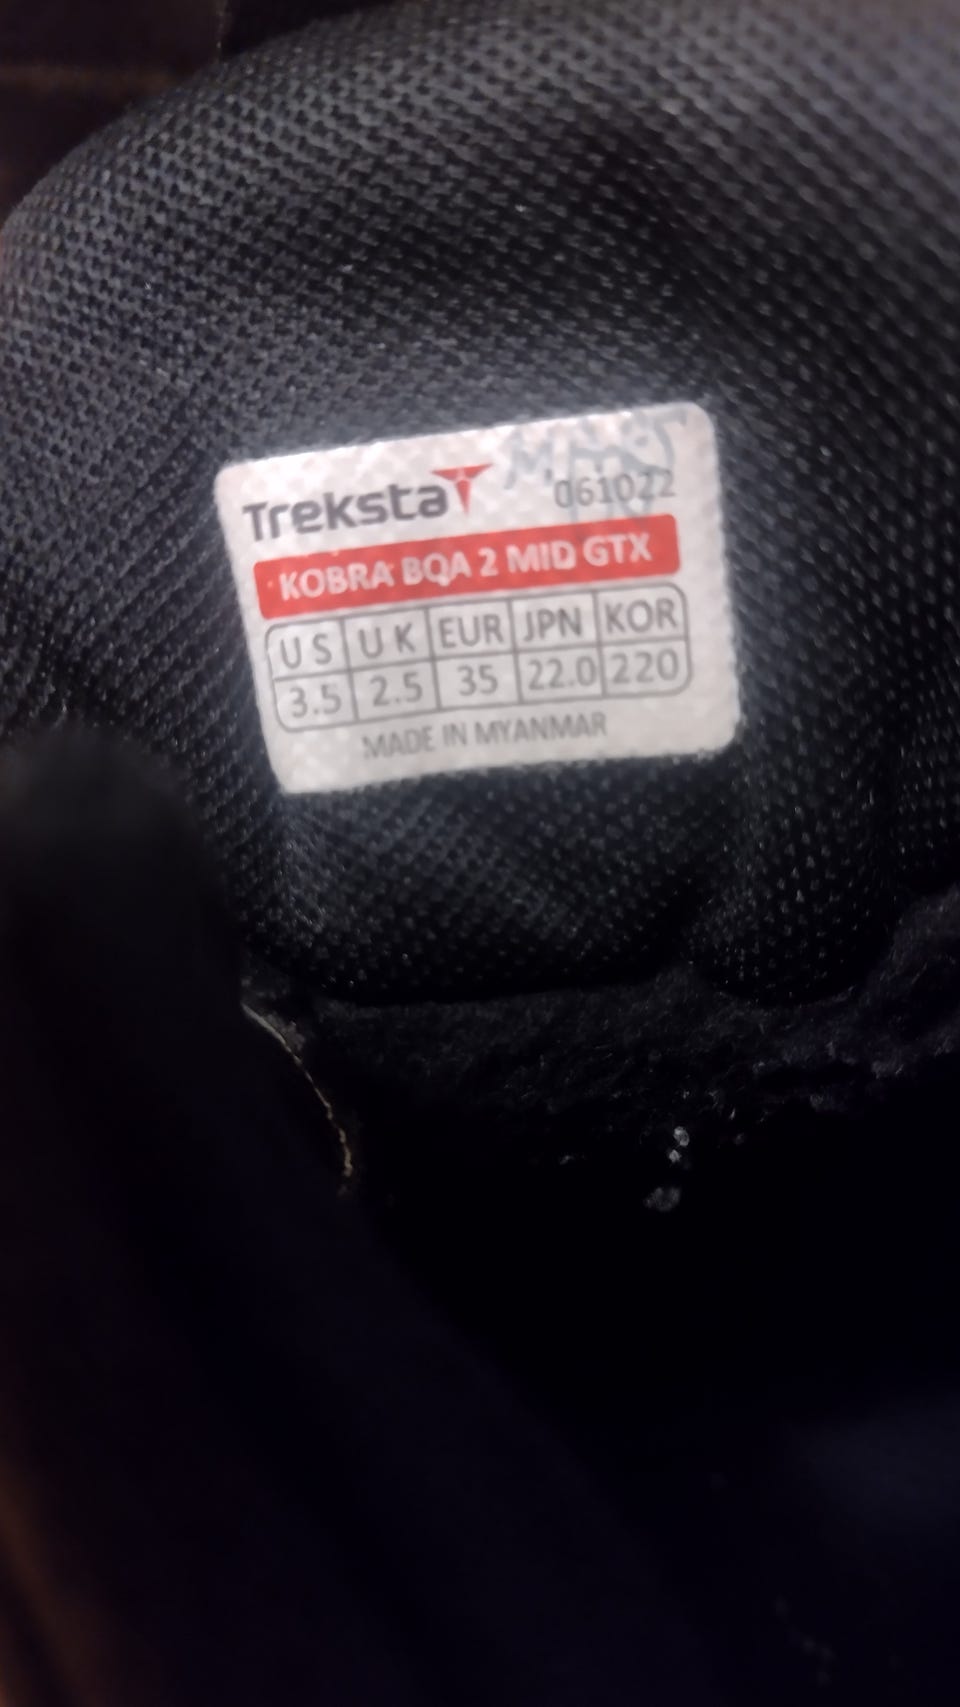 Treksta 061022
KOBRA BQA 2 MID GTX
US UK EUR JPN KOR
3.5 2.5 35 22.0 220
MADE IN MYANMAR